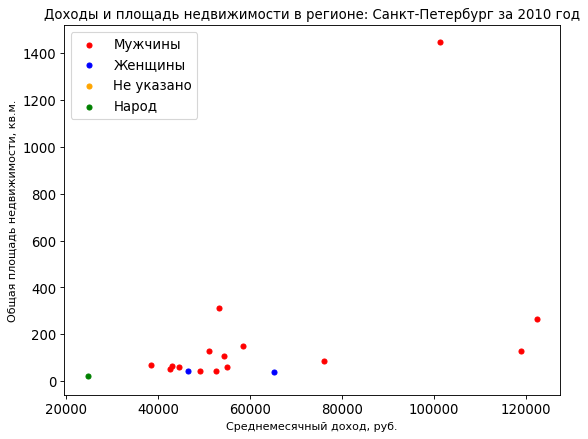 Доходы и площадь недвижимости в регионе: Санкт-Петербург за 2010 год
Мужчины
Женщины
Не указано
Народ
Общая площадь недвижимости, кв.м.
1400
1200
1000
800
600
400
200
0
20000 40000 60000 80000 100000 120000
Среднемесячный доход, руб.